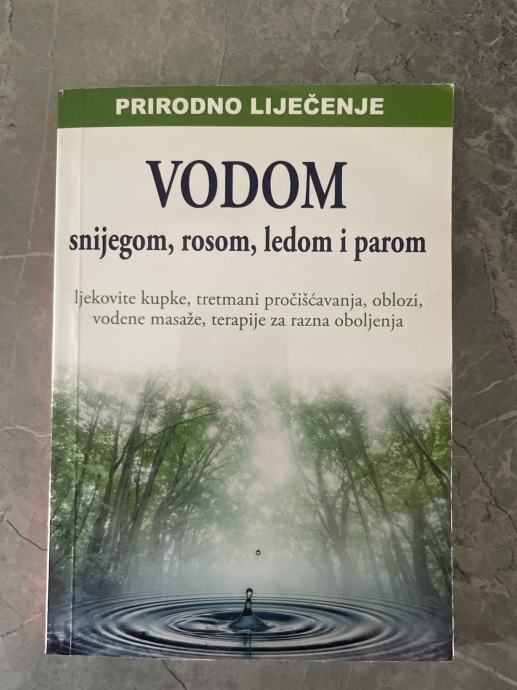 PRIRODNO LIJEČENJE
VODOM
snijegom, rosom, ledom i parom
ljekovite kupke, tretmani pročišćavanja, oblozi,
vodene masaže, terapije za razna oboljenja